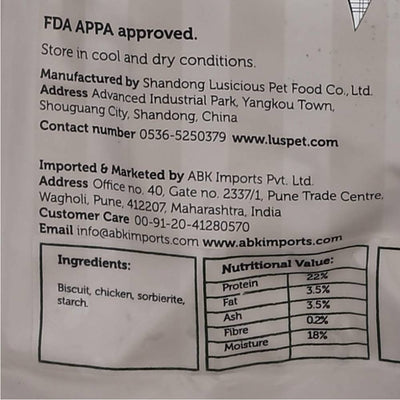 FDA APPA approved.
Store in cool and dry conditions.
Manufactured by Shandong Lusicious Pet Food Co., Ltd.
Address Advanced Industrial Park, Yangkou Town,
Shouguang City, Shandong, China
Contact number 0536-5250379 www.luspet.com
Imported & Marketed by ABK Imports Pvt. Ltd.
Address Office no. 40, Gate no. 2337/1, Pune Trade Centre,
Wagholi, Pune, 412207, Maharashtra, India
Customer Care 00-91-20-41280570
Email info@abkimports.com www.abkimports.com
Ingredients:
Biscuit, chicken, sorbierite,
starch.
Nutritional Value:
Protein 22%
Fat 3.5%
Ash 3.5%
Fibre 0.2%
Moisture 18%